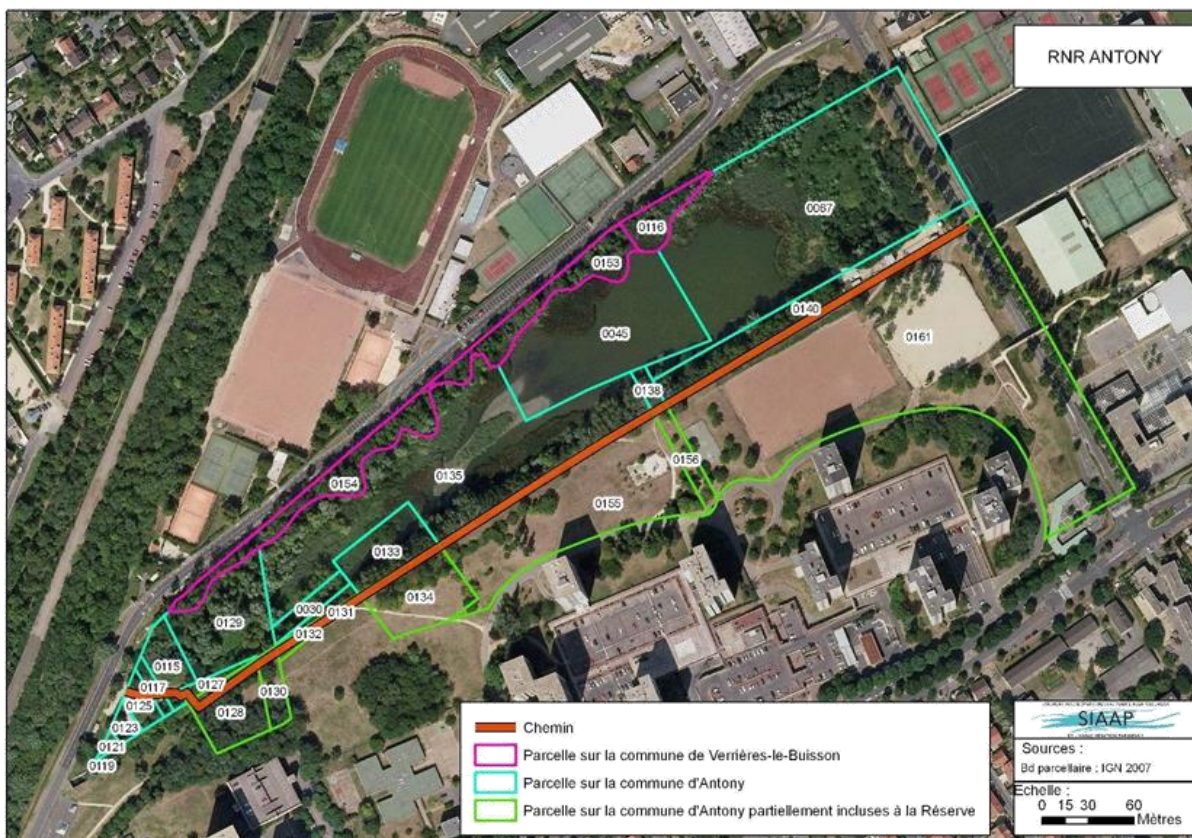 RNR ANTONY
0067
0116
0153
0045
0140
0161
0138
0154
0135
0156
0155
0133
0134
0030
0131
0129
0132
0115
0117
0127
0130
0125
0128
0123
0121
0119
Chemin
Parcelle sur la commune de Verrières-le-Buisson
Parcelle sur la commune d'Antony
Parcelle sur la commune d'Antony partiellement incluses à la Réserve
SIAAP
Sources :
Bd parcellaire ; IGN 2007
Echelle :
0 15 30 60
Mètres